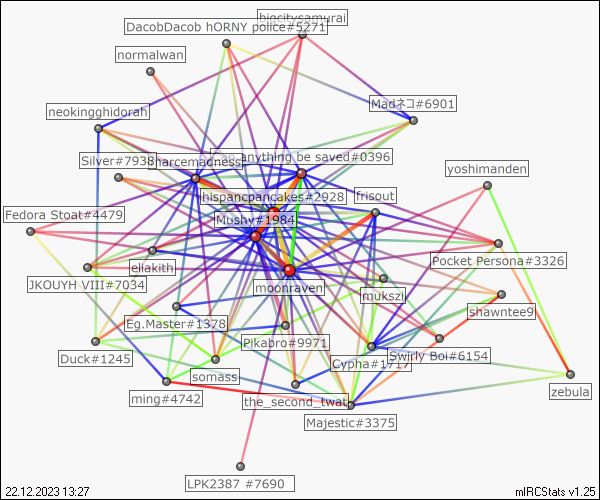 bigcitysamurai
DacobDacob hORNY police#5271
normalwan
Madネコ#6901
neokingghidorah
Silver#7938
harcemadness
anything be saved#0396
yoshimanden
hispancpancakes#2928
frisout
Fedora Stoat#4479
Mushy#1984
eliakith
Pocket Persona#3326
JKOUYH VIII#7034
moonraven
mukszi
shawntee9
Eg.Master#1378
Pikabro#9971
Duck#1245
Cypha#1717
Swirly Boi#6154
somass
zebula
ming#4742
the_second_twat
Majestic#3375
LPK2387 #7690
22.12.2023 13:27
mIRCStats v1.25